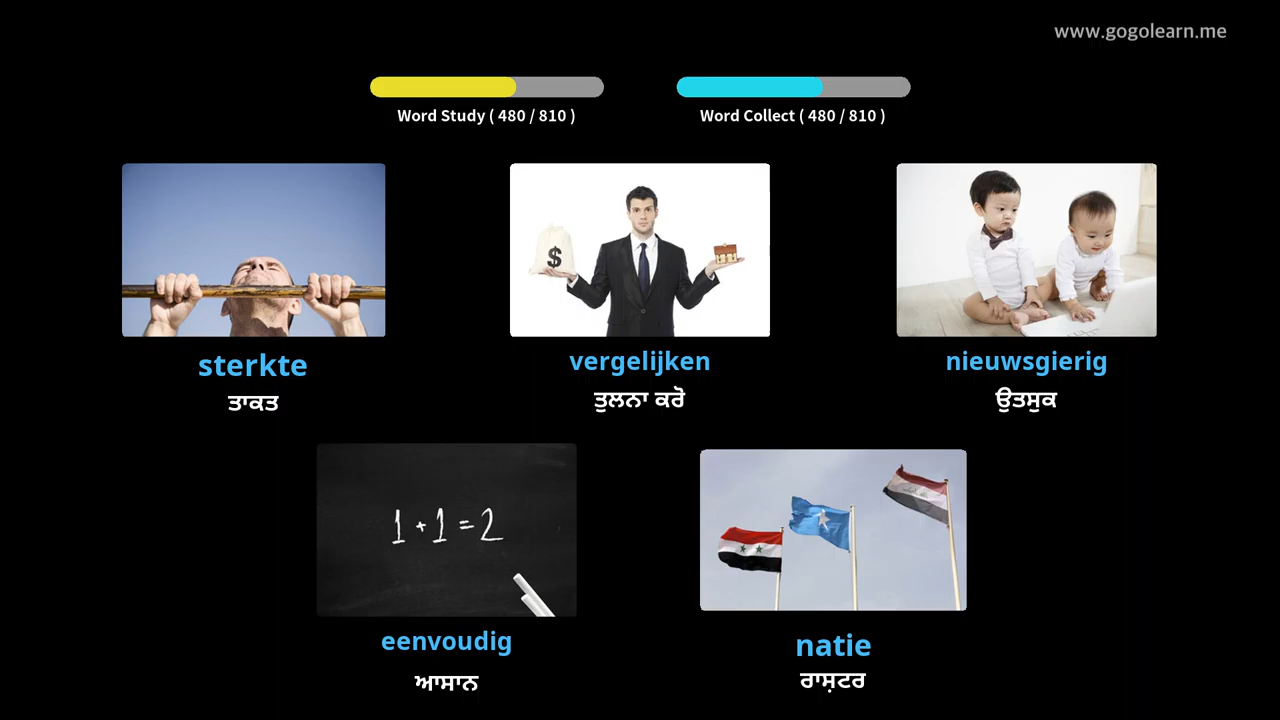 www.gogolearn.me
Word Study ( 480 / 810 )
Word Collect ( 480 / 810 )
$
sterkte
ਤਾਕਤ
vergelijken
ਤੁਲਨਾ ਕਰੋ
nieuwsgierig
ਉਤਸੁਕ
1 + 1 = 2
eenvoudig
ਆਸਾਨ
natie
ਰਾਸ਼ਟਰ